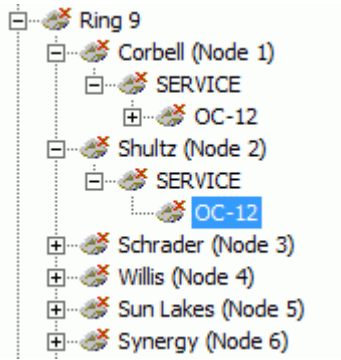 Ring 9
Corbell (Node 1)
SERVICE
OC-12
Shultz (Node 2)
SERVICE
OC-12
Schrader (Node 3)
Willis (Node 4)
Sun Lakes (Node 5)
Synergy (Node 6)